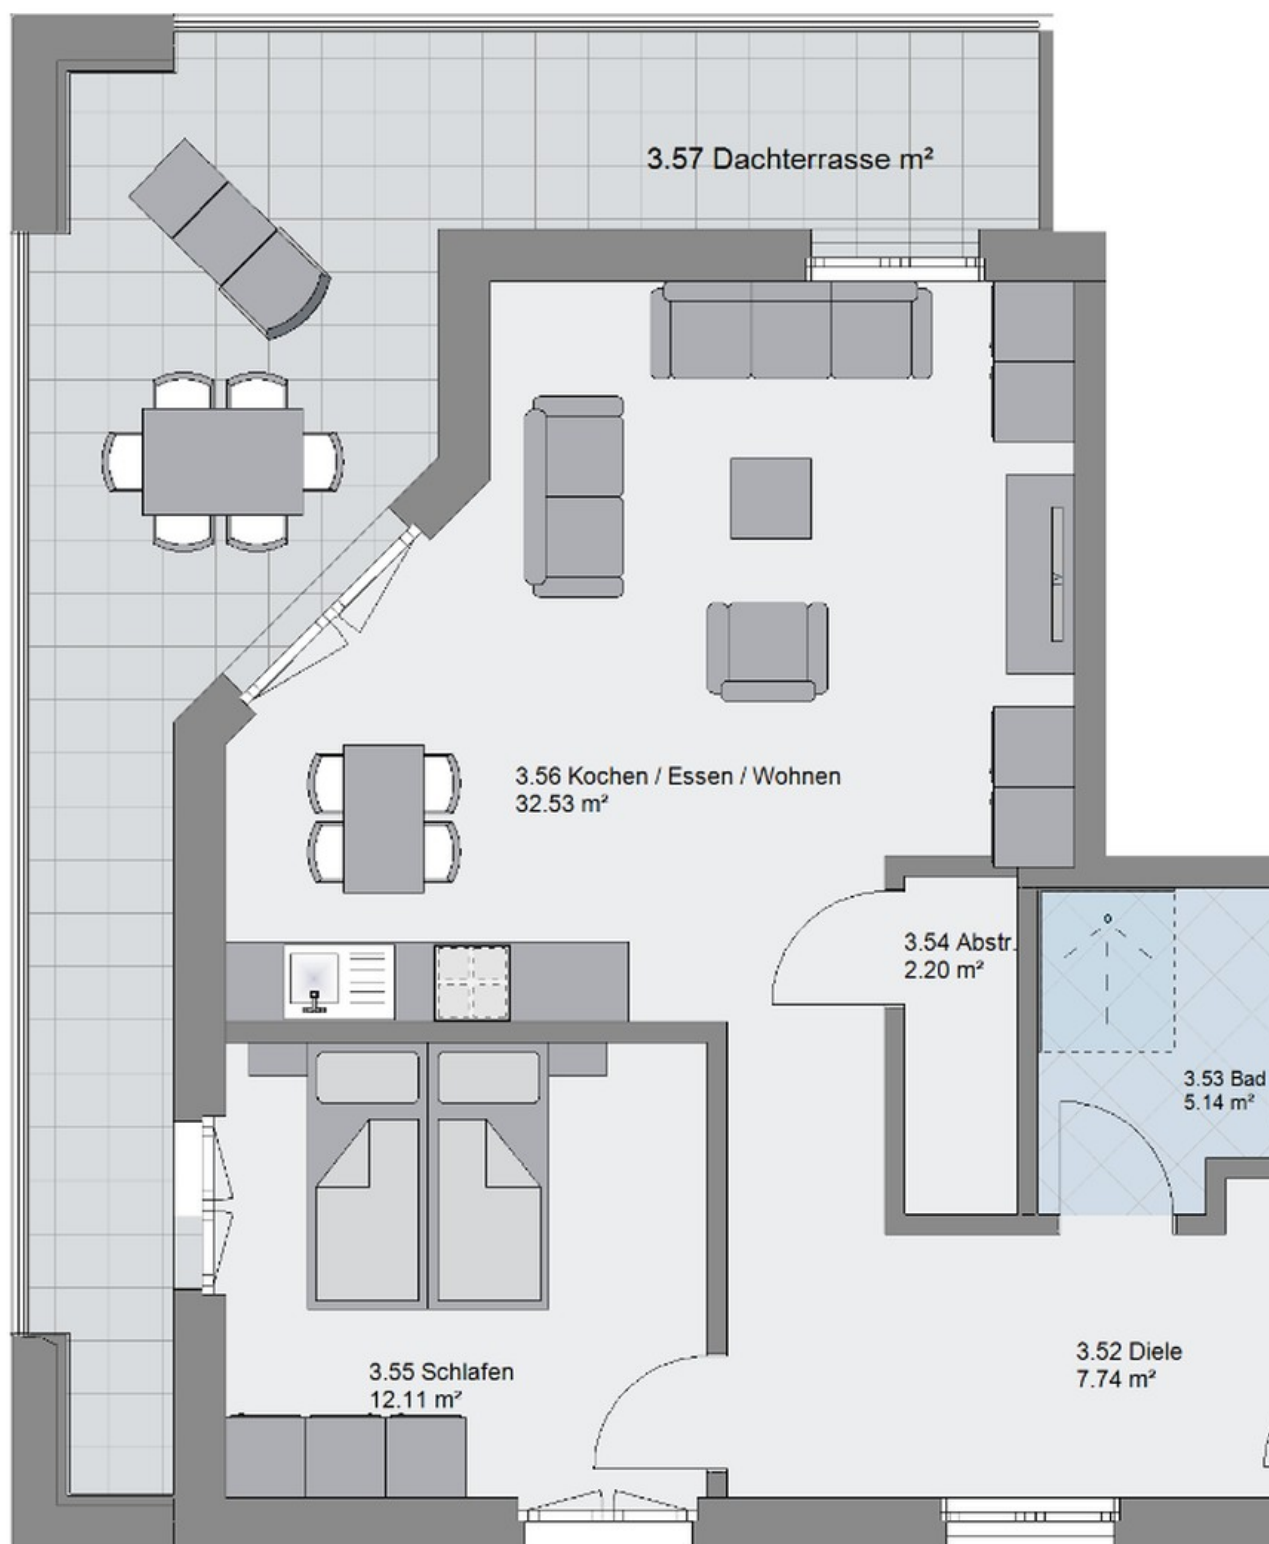 3.57 Dachterrasse m²
TV
3.56 Kochen / Essen / Wohnen
32.53 m²
3.54 Abstr.
2.20 m²
3.53 Bad
5.14 m²
3.52 Diele
7.74 m²
3.55 Schlafen
12.11 m²